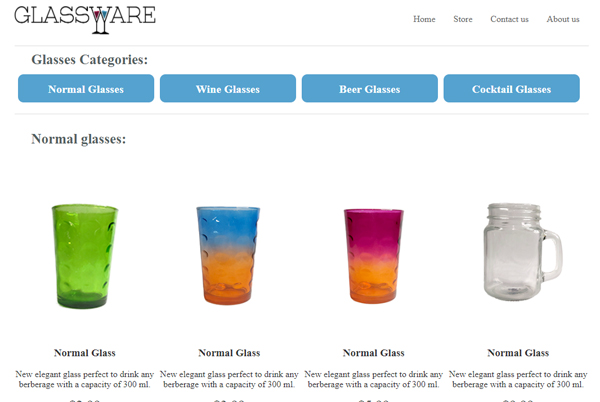 GLASSWARE
Home Store Contact us About us
Glasses Categories:
Normal Glasses Wine Glasses Beer Glasses Cocktail Glasses
Normal glasses:
Normal Glass Normal Glass Normal Glass Normal Glass
New elegant glass perfect to drink any New elegant glass perfect to drink any New elegant glass perfect to drink any New elegant glass perfect to drink any
berberage with a capacity of 300 ml. berberage with a capacity of 300 ml. berberage with a capacity of 300 ml. berberage with a capacity of 300 ml.